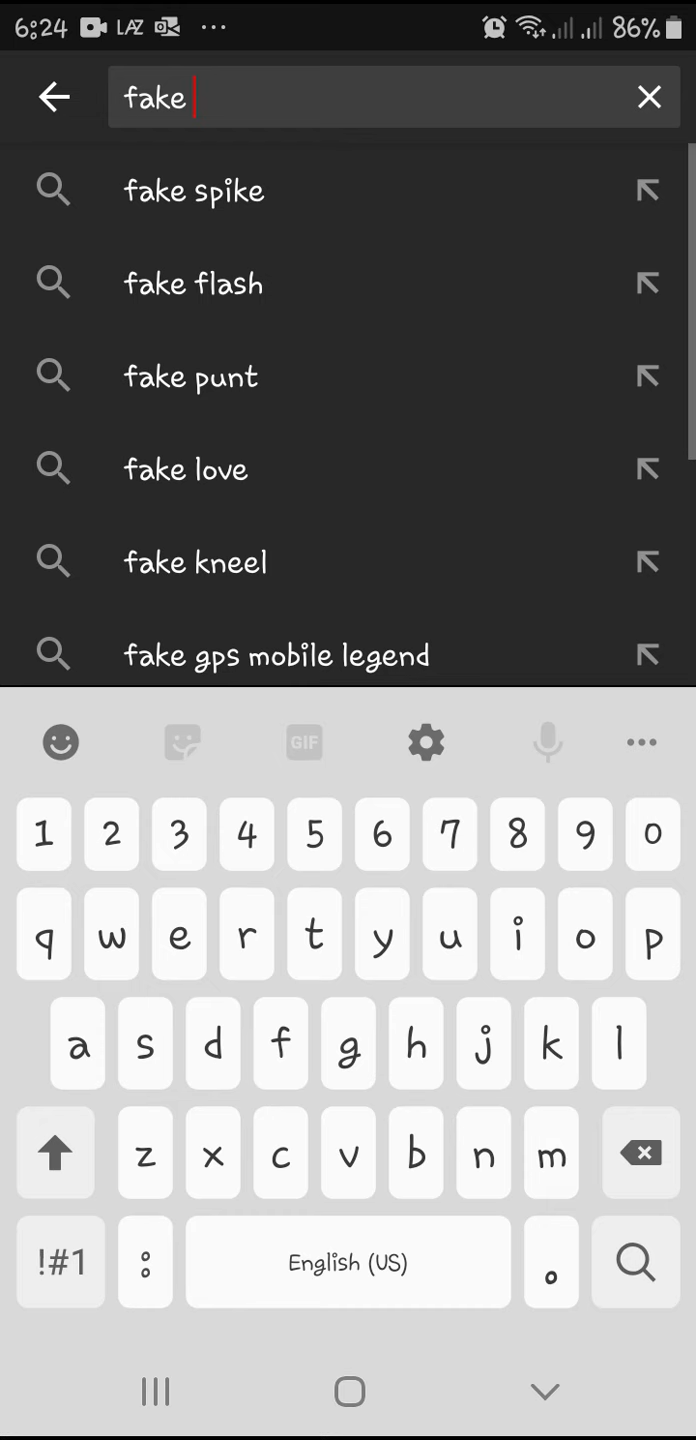 6:24 LAZ 86%
fake
fake spike
fake flash
fake punt
fake love
fake kneel
fake gps mobile legend
GIF
1 2 3 4 5 6 7 8 9 0
q w e r t y u i o p
a s d f g h j k l
z x c v b n m
!#1 : English (US) .